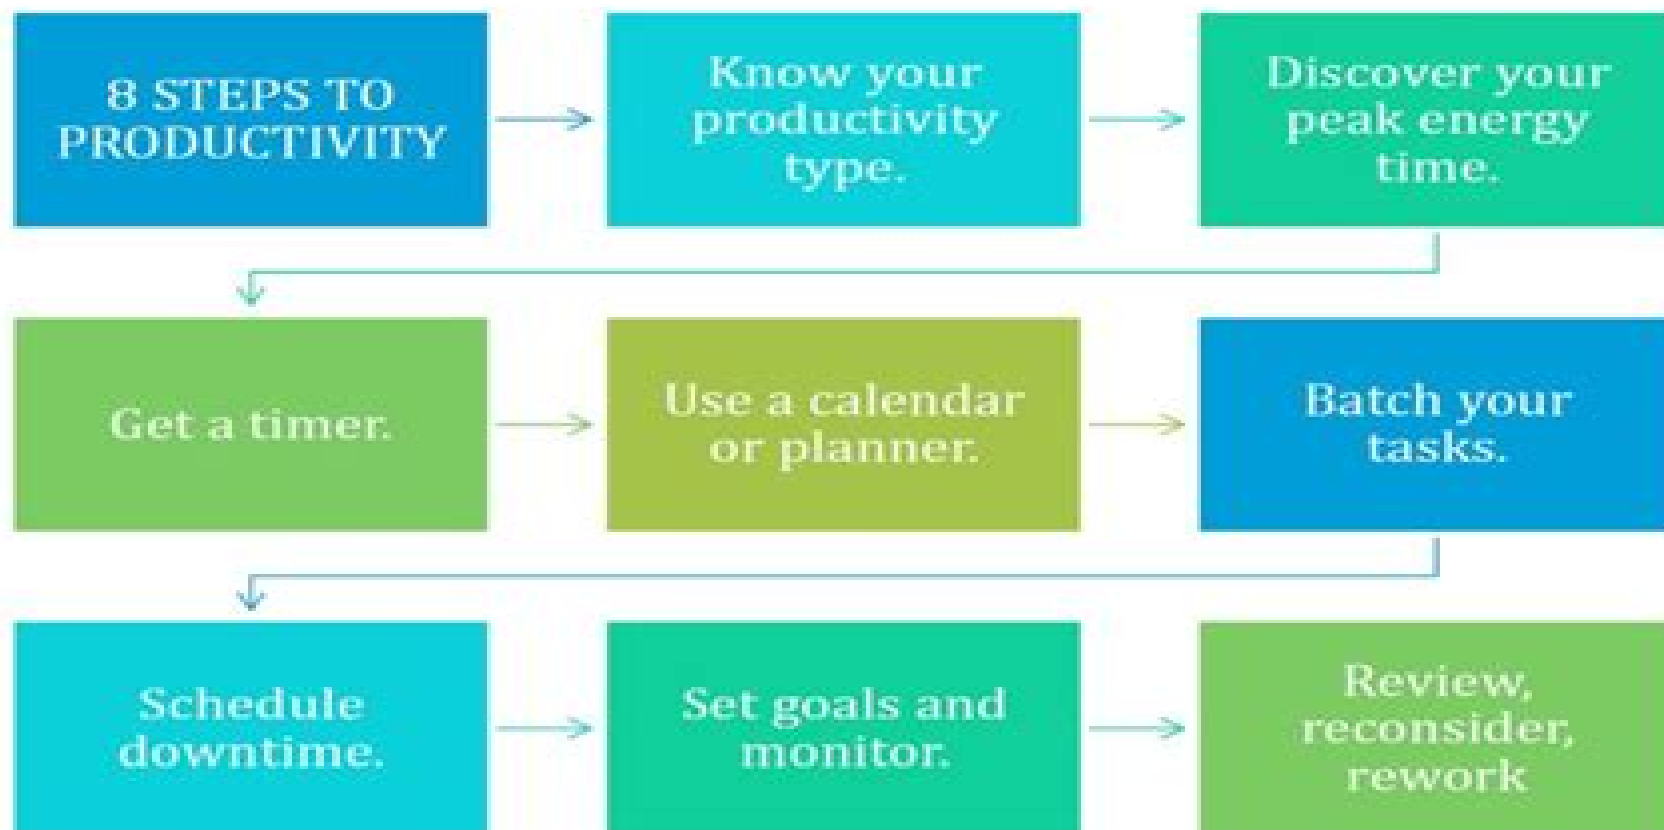 8 STEPS TO
PRODUCTIVITY
Know your
productivity
type.
Discover your
peak energy
time.
Get a timer.
Use a calendar
or planner.
Batch your
tasks.
Schedule
downtime.
Set goals and
monitor.
Review,
reconsider,
rework